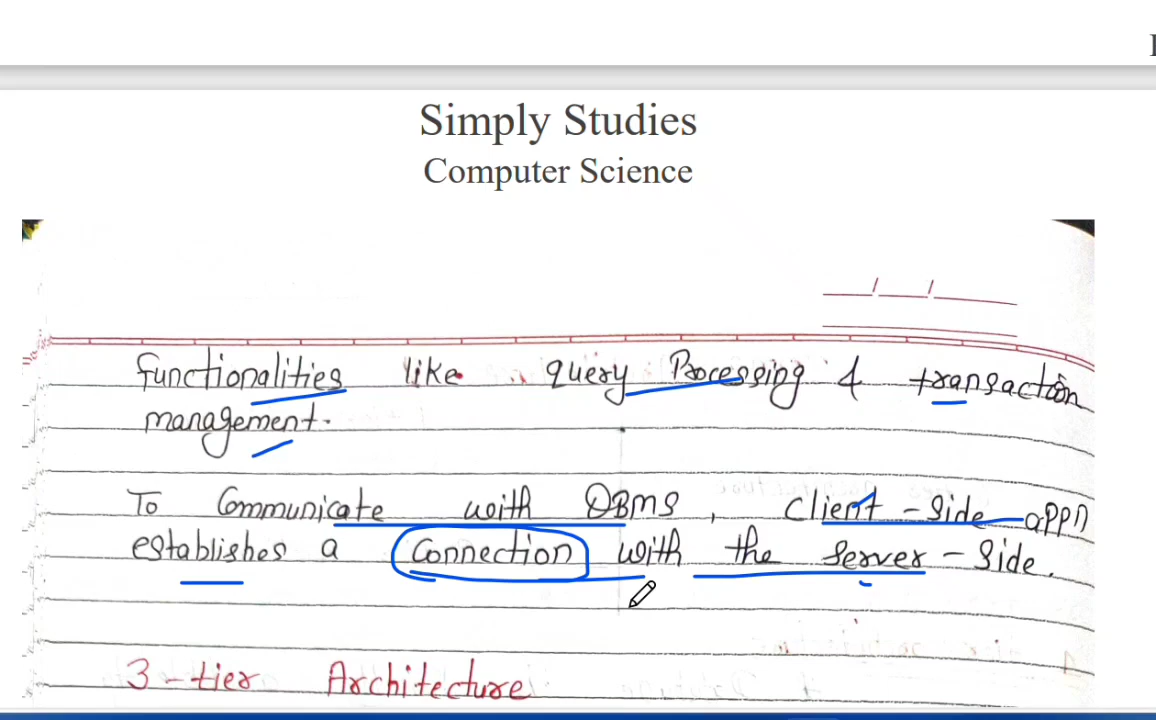 Simply Studies
Computer Science
functionalities like query Processing & transaction
management.
To Communicate with DBMS, Client-Side appn
establishes a Connection with the Server-Side.
3-tier Architecture